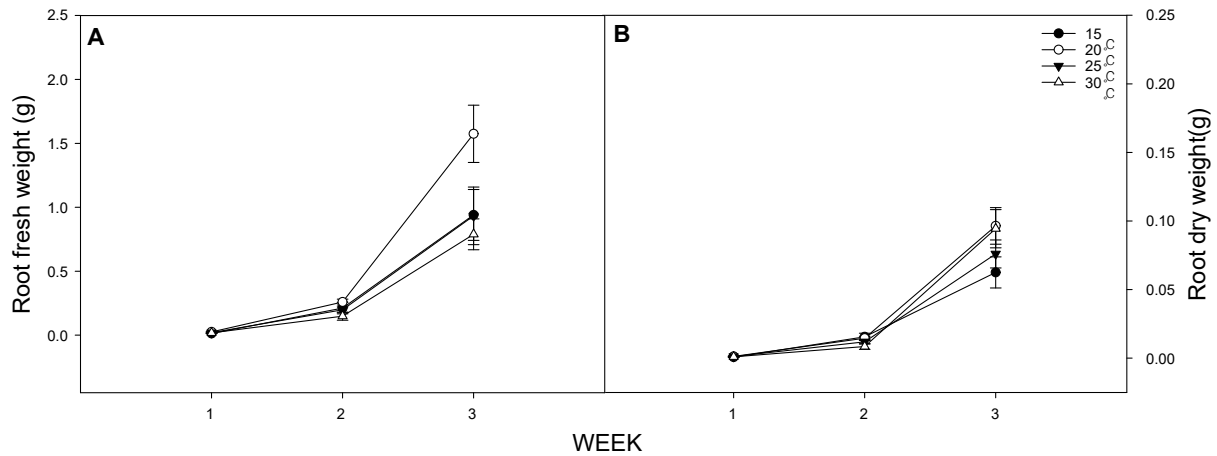 A
Root fresh weight (g)
2.5
2.0
1.5
1.0
0.5
0.0
1 2 3
B
15
20 °C
25 °C
30 °C
°C
0.25
0.20
0.15
0.10
0.05
0.00
Root dry weight(g)
1 2 3
WEEK